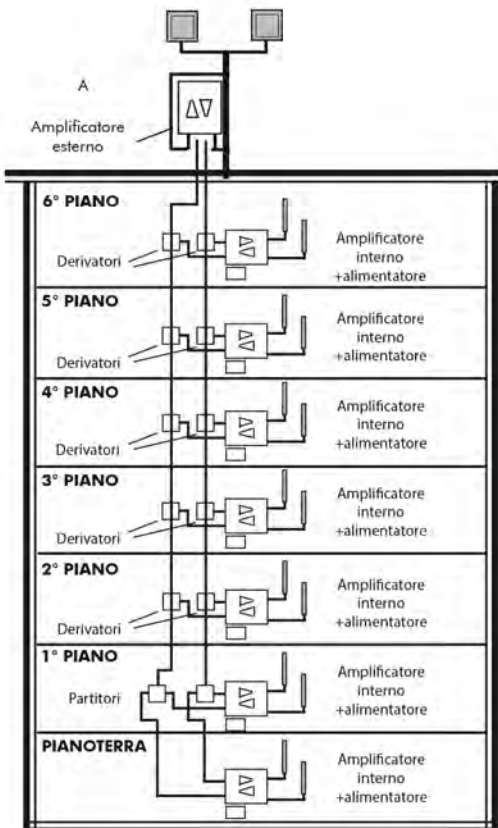 A
Amplificatore
esterno
6° PIANO
Derivatori
Amplificatore
interno
+alimentatore
5° PIANO
Derivatori
Amplificatore
interno
+alimentatore
4° PIANO
Derivatori
Amplificatore
interno
+alimentatore
3° PIANO
Derivatori
Amplificatore
interno
+alimentatore
2° PIANO
Derivatori
Amplificatore
interno
+alimentatore
1° PIANO
Partitori
Amplificatore
interno
+alimentatore
PIANOTERRA
Amplificatore
interno
+alimentatore